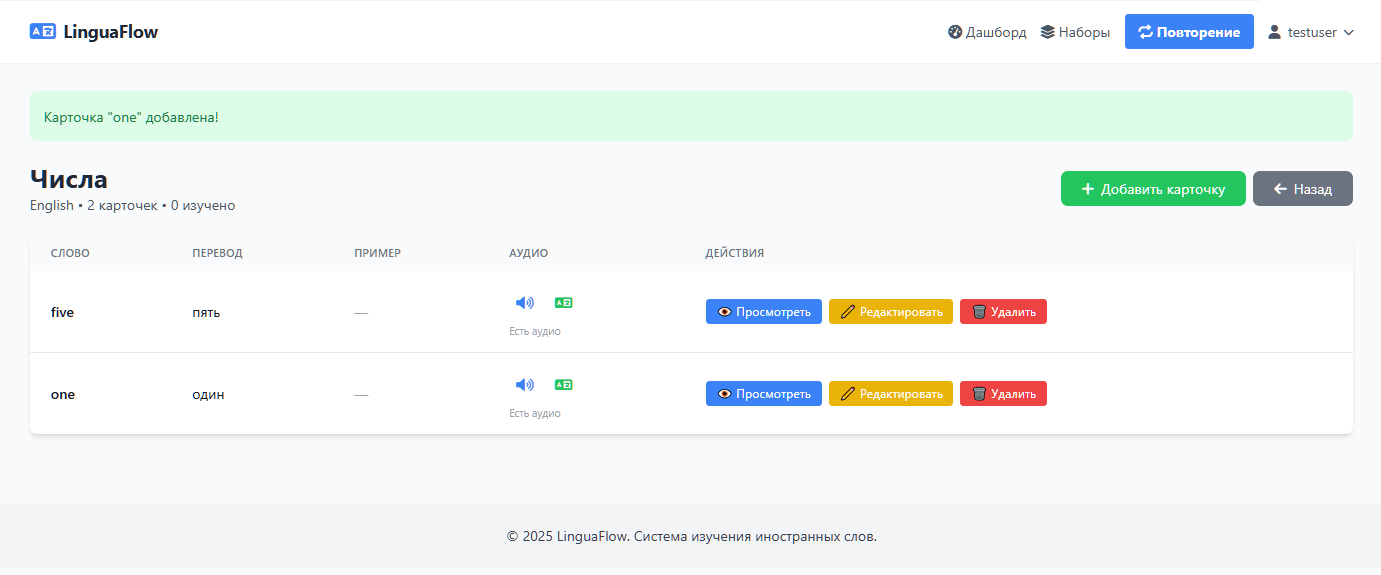 LinguaFlow Дашборд Наборы Повторение testuser
Карточка "one" добавлена!
Числа
English • 2 карточек • 0 изучено
Добавить карточку Назад
СЛОВО ПЕРЕВОД ПРИМЕР АУДИО ДЕЙСТВИЯ
five пять — Просмотреть Редактировать Удалить
Есть аудио
one один — Просмотреть Редактировать Удалить
Есть аудио
© 2025 LinguaFlow. Система изучения иностранных слов.